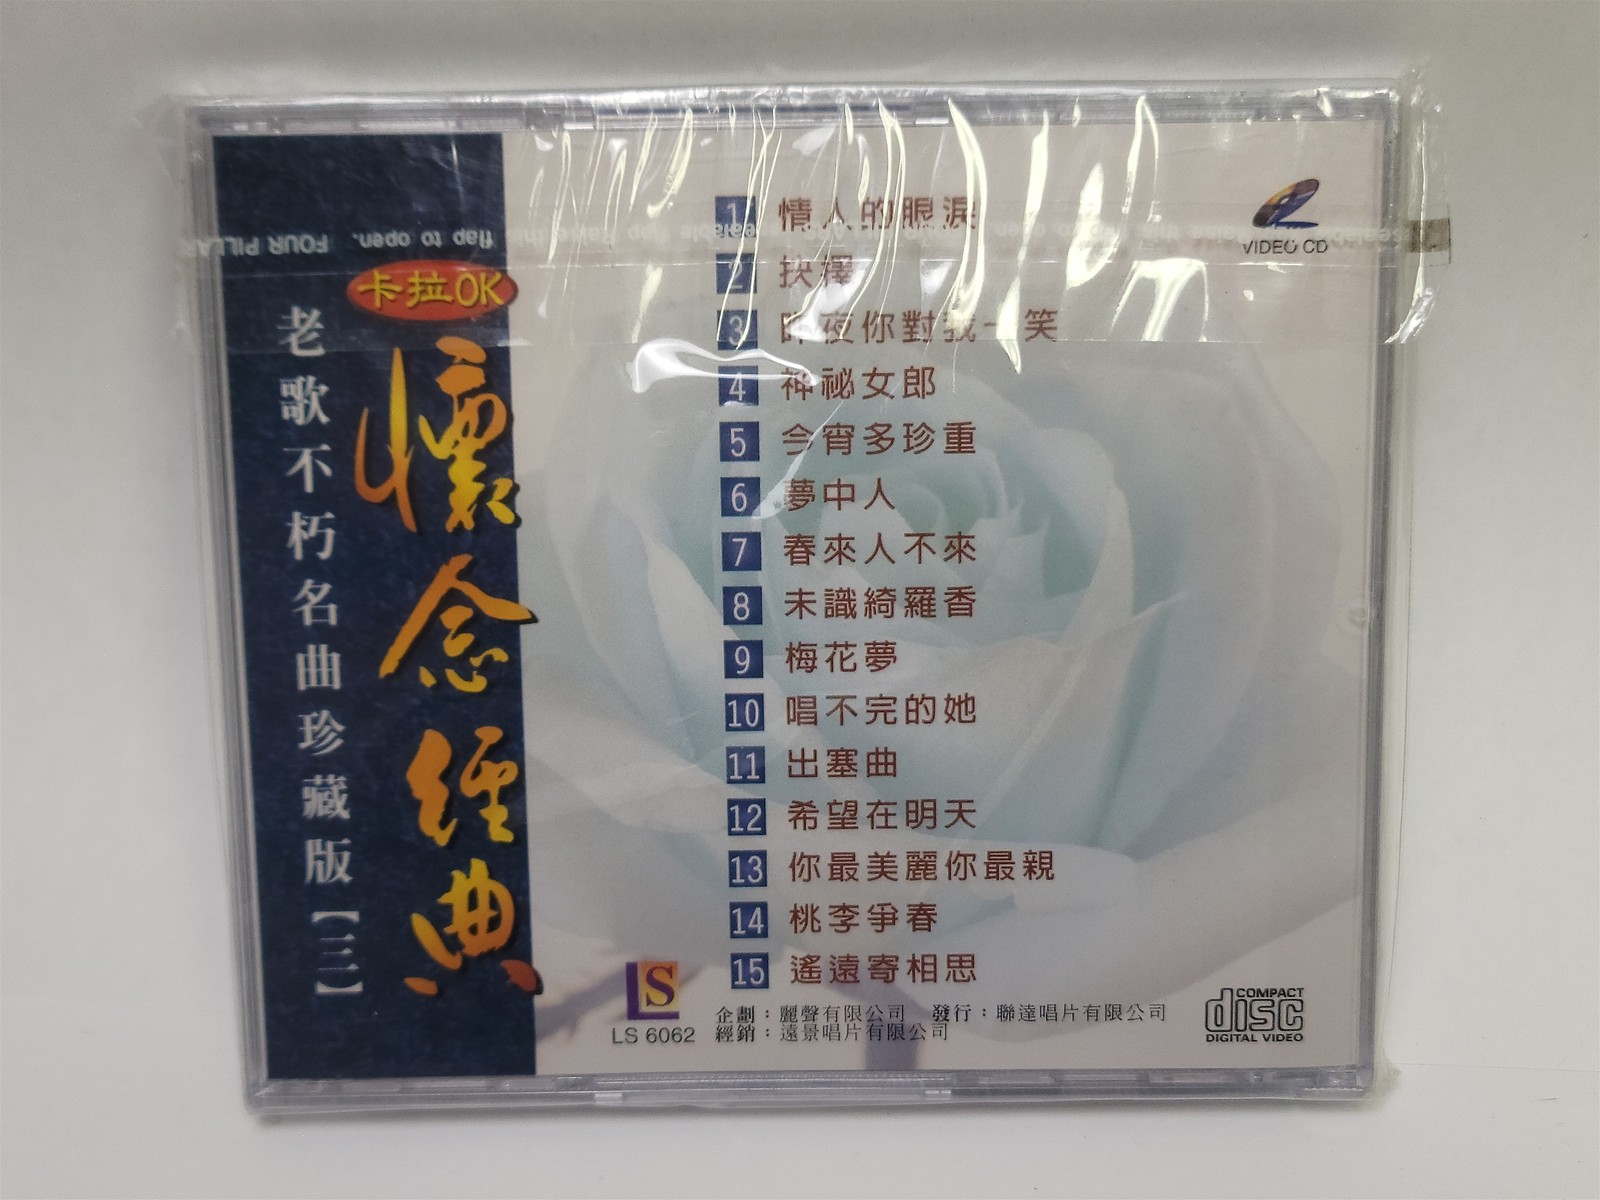 卡拉OK
懷念經典
老歌不朽名曲珍藏版【三】
FOUR PILLAR
flap to open.
VIDEO CD
1 情人的眼淚
2 抉擇
3 昨夜你對我一笑
4 神祕女郎
5 今宵多珍重
6 夢中人
7 春來人不來
8 未識綺羅香
9 梅花夢
10 唱不完的她
11 出塞曲
12 希望在明天
13 你最美麗你最親
14 桃李爭春
15 遙遠寄相思
LS
LS 6062
企劃：麗聲有限公司 發行：聯達唱片有限公司
經銷：遠景唱片有限公司
COMPACT
disc
DIGITAL VIDEO